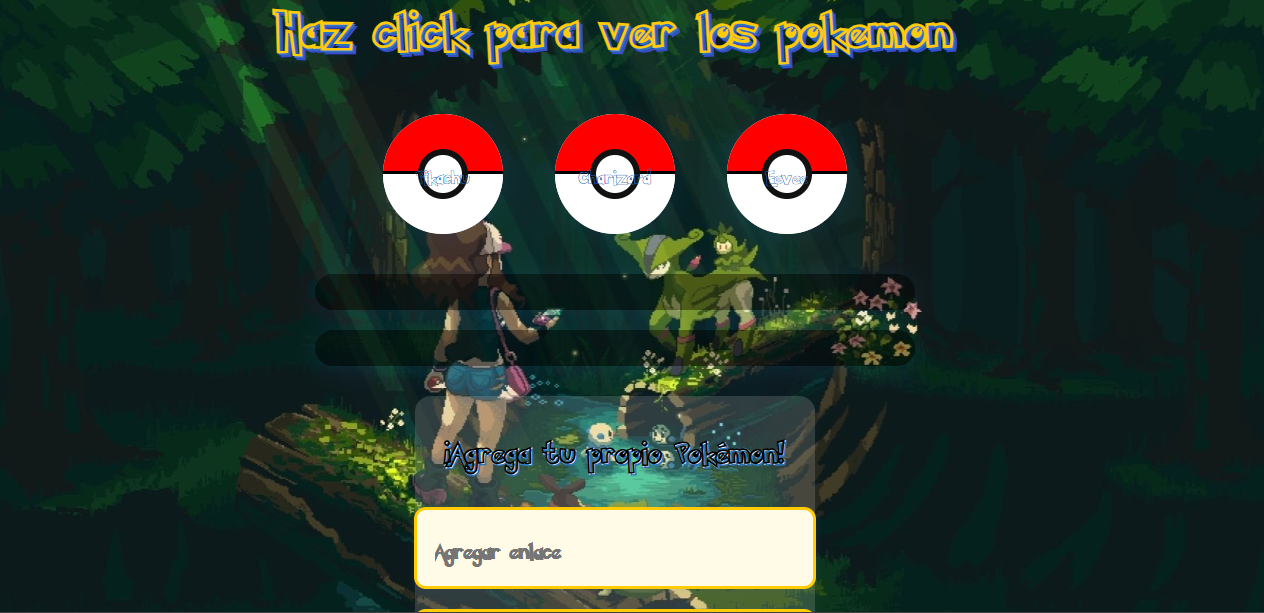 Haz click para ver los pokemon
Pikachu Charizard Eevee
¡Agrega tu propio Pokémon!
Agregar enlace